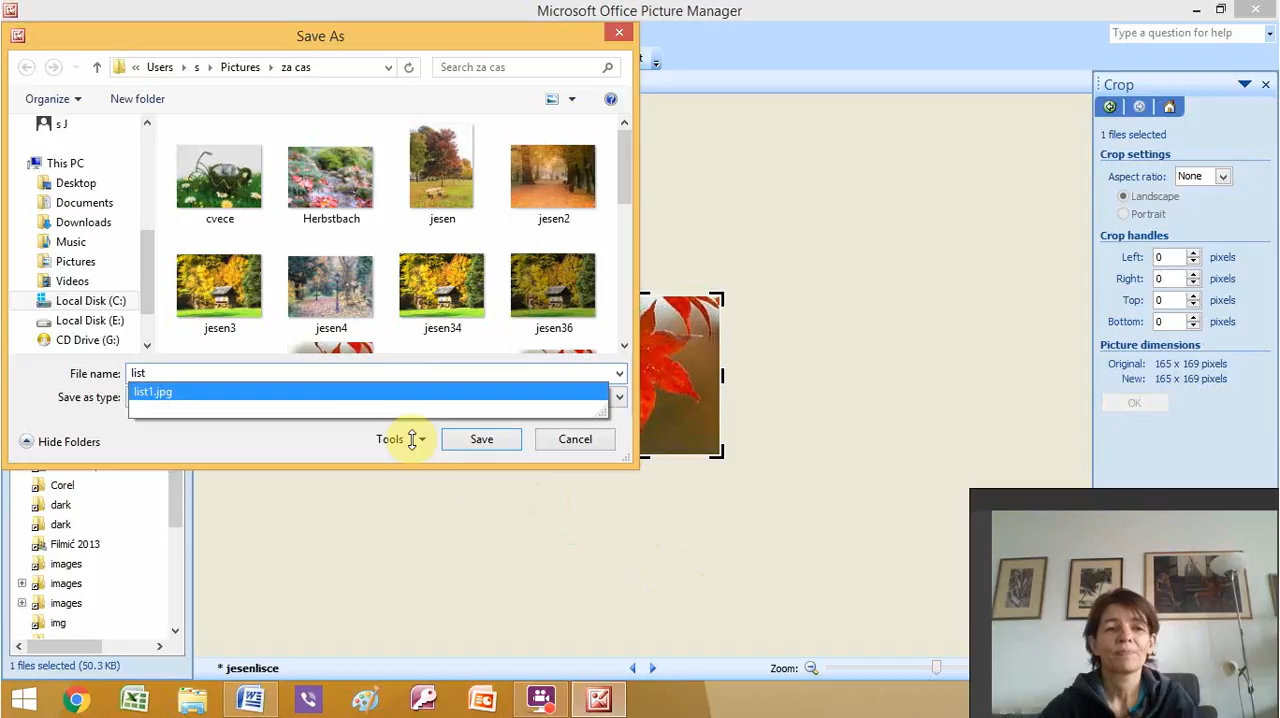 Microsoft Office Picture Manager
Save As
Type a question for help
« Users › s › Pictures › za cas
Search za cas
Organize
New folder
s J
This PC
Desktop
Documents
Downloads
Music
Pictures
Videos
Local Disk (C:)
Local Disk (E:)
CD Drive (G:)
cvece
Herbstbach
jesen
jesen2
jesen3
jesen4
jesen34
jesen36
File name:
list
list1.jpg
Save as type:
Hide Folders
Tools
Save
Cancel
Corel
dark
dark
Filmić 2013
images
images
images
img
1 files selected (50.3 KB)
* jesenlisce
Zoom:
Crop
1 files selected
Crop settings
Aspect ratio:
None
Landscape
Portrait
Crop handles
Left:
0
pixels
Right:
0
pixels
Top:
0
pixels
Bottom:
0
pixels
Picture dimensions
Original:
165 x 169 pixels
New:
165 x 169 pixels
OK